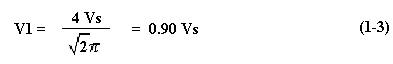 V1 = 4 Vs / √2π = 0.90 Vs (1-3)